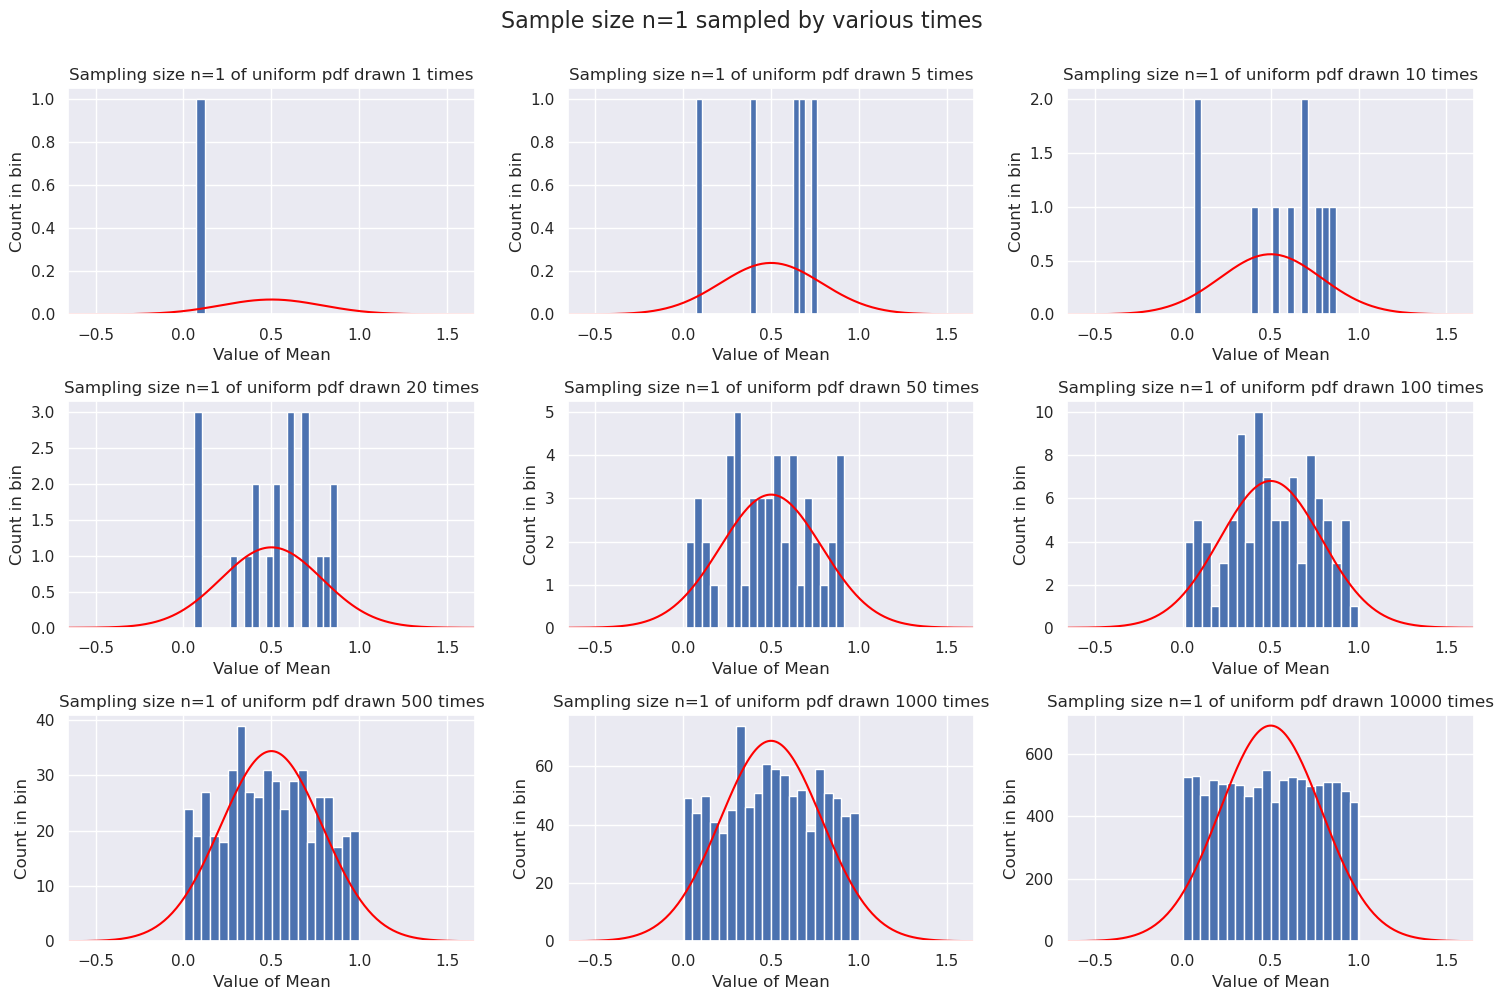 Sample size n=1 sampled by various times
Sampling size n=1 of uniform pdf drawn 1 times
Count in bin
1.0
0.8
0.6
0.4
0.2
0.0
−0.5 0.0 0.5 1.0 1.5
Value of Mean
Sampling size n=1 of uniform pdf drawn 5 times
Count in bin
1.0
0.8
0.6
0.4
0.2
0.0
−0.5 0.0 0.5 1.0 1.5
Value of Mean
Sampling size n=1 of uniform pdf drawn 10 times
Count in bin
2.0
1.5
1.0
0.5
0.0
−0.5 0.0 0.5 1.0 1.5
Value of Mean
Sampling size n=1 of uniform pdf drawn 20 times
Count in bin
3.0
2.5
2.0
1.5
1.0
0.5
0.0
−0.5 0.0 0.5 1.0 1.5
Value of Mean
Sampling size n=1 of uniform pdf drawn 50 times
Count in bin
5
4
3
2
1
0
−0.5 0.0 0.5 1.0 1.5
Value of Mean
Sampling size n=1 of uniform pdf drawn 100 times
Count in bin
10
8
6
4
2
0
−0.5 0.0 0.5 1.0 1.5
Value of Mean
Sampling size n=1 of uniform pdf drawn 500 times
Count in bin
40
30
20
10
0
−0.5 0.0 0.5 1.0 1.5
Value of Mean
Sampling size n=1 of uniform pdf drawn 1000 times
Count in bin
60
40
20
0
−0.5 0.0 0.5 1.0 1.5
Value of Mean
Sampling size n=1 of uniform pdf drawn 10000 times
Count in bin
600
400
200
0
−0.5 0.0 0.5 1.0 1.5
Value of Mean